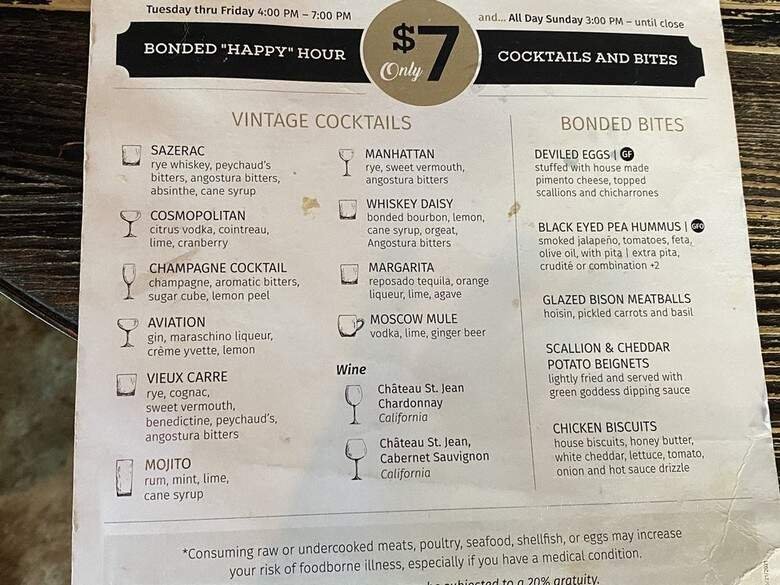 Tuesday thru Friday 4:00 PM – 7:00 PM
and... All Day Sunday 3:00 PM – until close
BONDED "HAPPY" HOUR
Only $7
COCKTAILS AND BITES
VINTAGE COCKTAILS
SAZERAC
rye whiskey, peychaud's
bitters, angostura bitters,
absinthe, cane syrup
COSMOPOLITAN
citrus vodka, cointreau,
lime, cranberry
CHAMPAGNE COCKTAIL
champagne, aromatic bitters,
sugar cube, lemon peel
AVIATION
gin, maraschino liqueur,
crème yvette, lemon
VIEUX CARRE
rye, cognac,
sweet vermouth,
benedictine, peychaud's,
angostura bitters
MOJITO
rum, mint, lime,
cane syrup
MANHATTAN
rye, sweet vermouth,
angostura bitters
WHISKEY DAISY
bonded bourbon, lemon,
cane syrup, orgeat,
Angostura bitters
MARGARITA
reposado tequila, orange
liqueur, lime, agave
MOSCOW MULE
vodka, lime, ginger beer
Wine
Château St. Jean
Chardonnay
California
Château St. Jean,
Cabernet Sauvignon
California
BONDED BITES
DEVILED EGGS | GF
stuffed with house made
pimento cheese, topped
scallions and chicharrones
BLACK EYED PEA HUMMUS | GFO
smoked jalapeño, tomatoes, feta,
olive oil, with pita | extra pita,
crudité or combination +2
GLAZED BISON MEATBALLS
hoisin, pickled carrots and basil
SCALLION & CHEDDAR
POTATO BEIGNETS
lightly fried and served with
green goddess dipping sauce
CHICKEN BISCUITS
house biscuits, honey butter,
white cheddar, lettuce, tomato,
onion and hot sauce drizzle
*Consuming raw or undercooked meats, poultry, seafood, shellfish, or eggs may increase
your risk of foodborne illness, especially if you have a medical condition.
be subjected to a 20% gratuity.